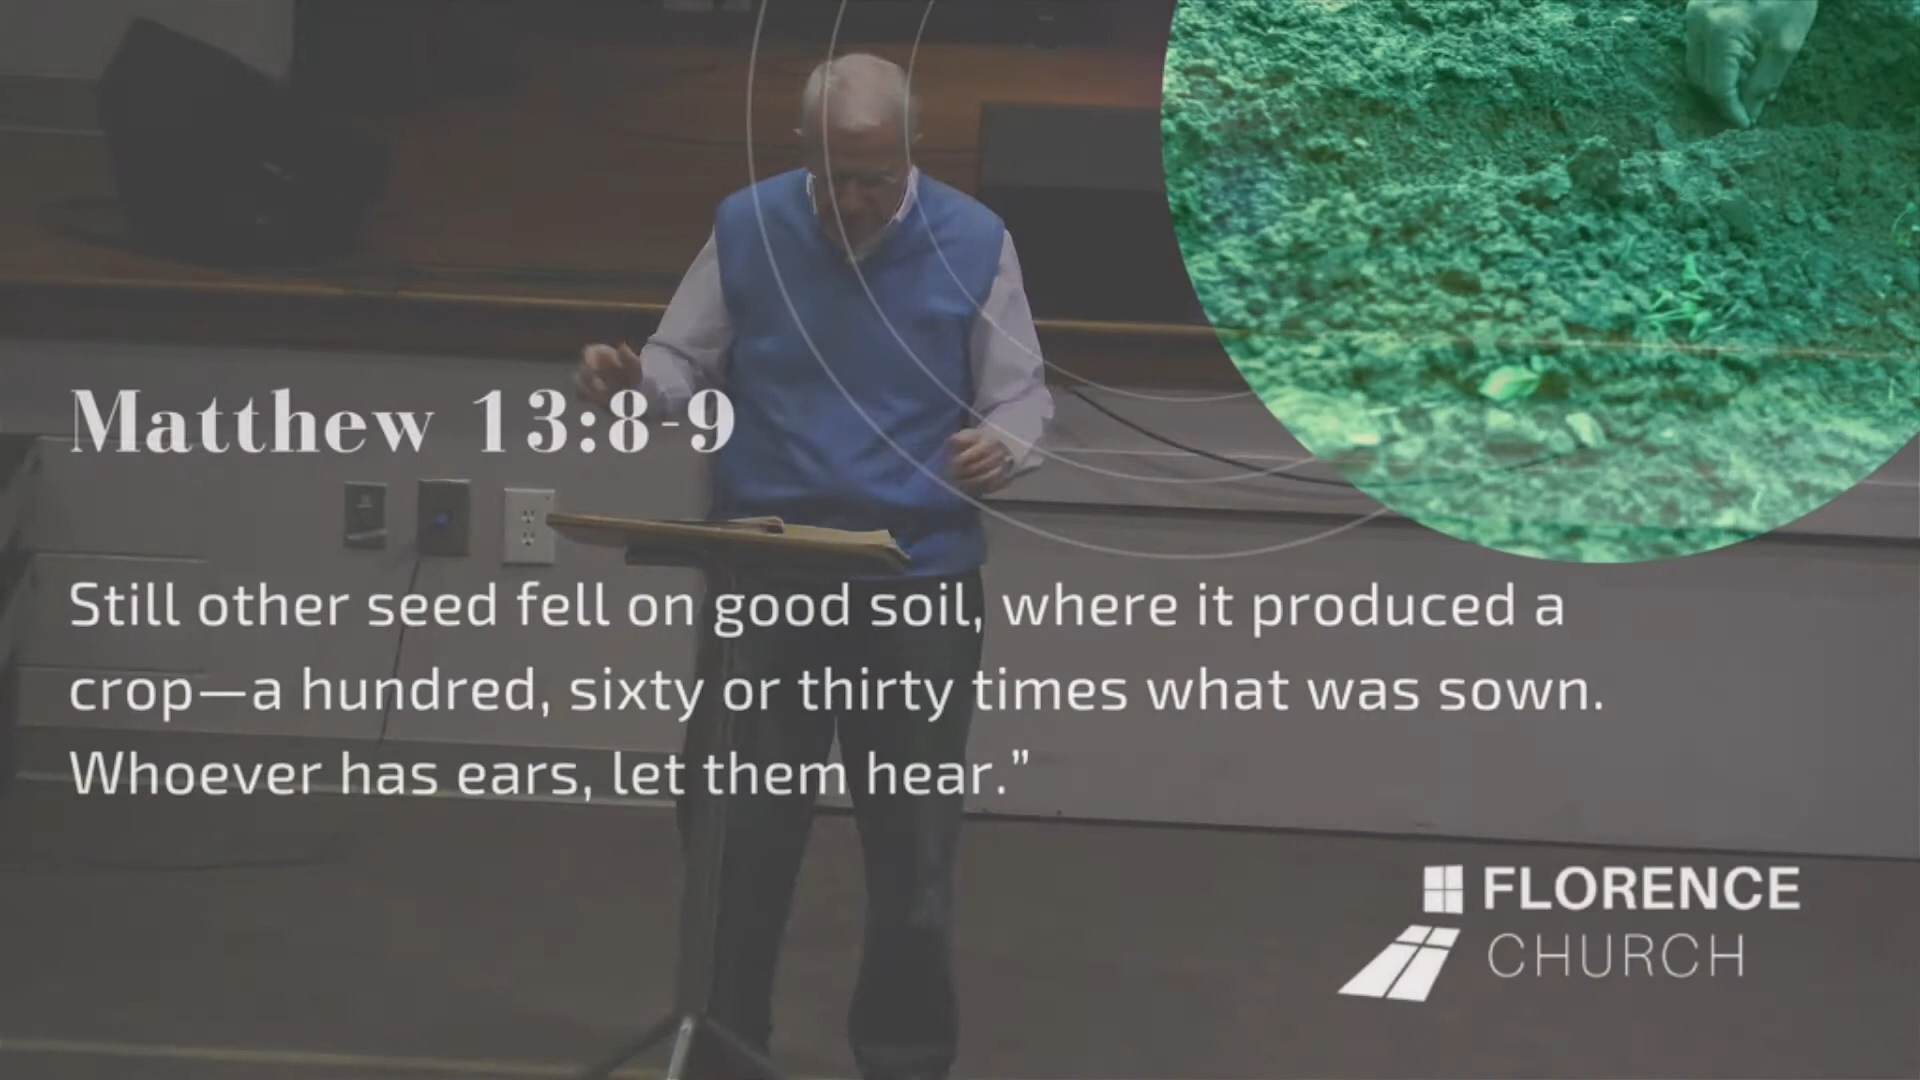 Matthew 13:8-9
Still other seed fell on good soil, where it produced a
crop—a hundred, sixty or thirty times what was sown.
Whoever has ears, let them hear.”
FLORENCE
CHURCH